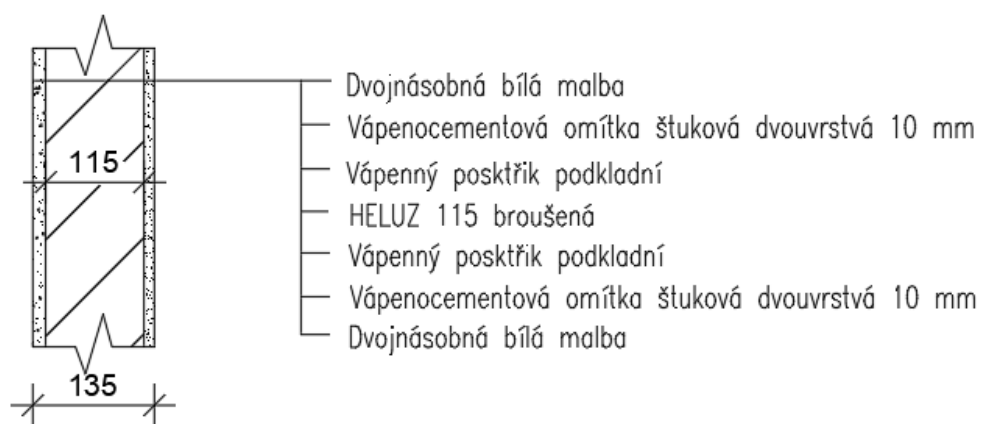 Dvojnásobná bílá malba
Vápenocementová omítka štuková dvouvrstvá 10 mm
115
Vápenný posktřik podkladní
HELUZ 115 broušená
Vápenný posktřik podkladní
Vápenocementová omítka štuková dvouvrstvá 10 mm
Dvojnásobná bílá malba
135